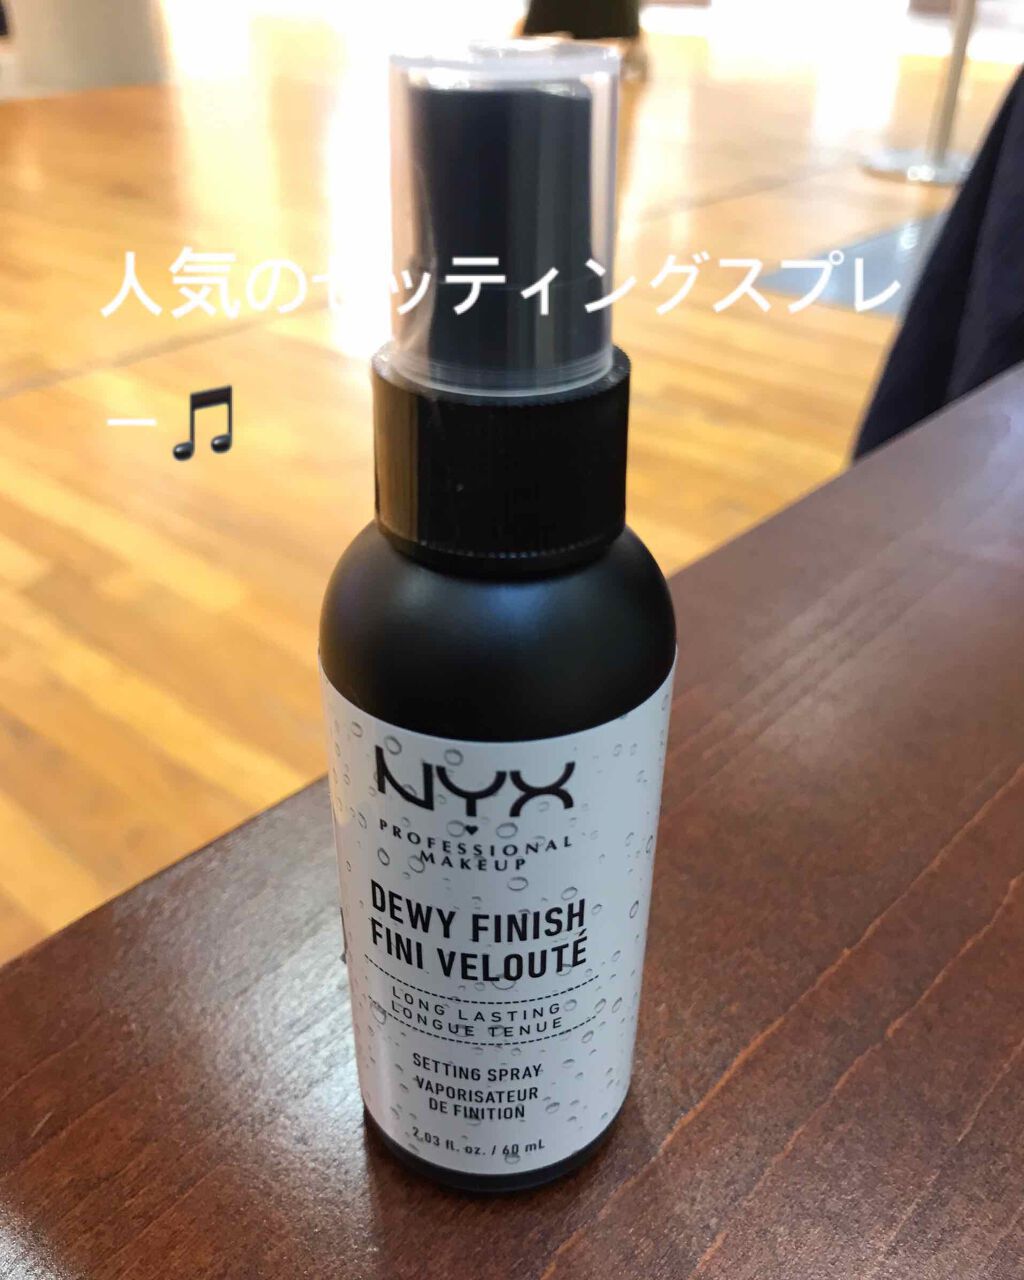 人気のセッティングスプレ
ー🎵
NYX
PROFESSIONAL
MAKEUP
DEWY FINISH
FINI VELOUTÉ
LONG LASTING
LONGUE TENUE
SETTING SPRAY
VAPORISATEUR
DE FINITION
2.03 fl. oz. / 60 mL